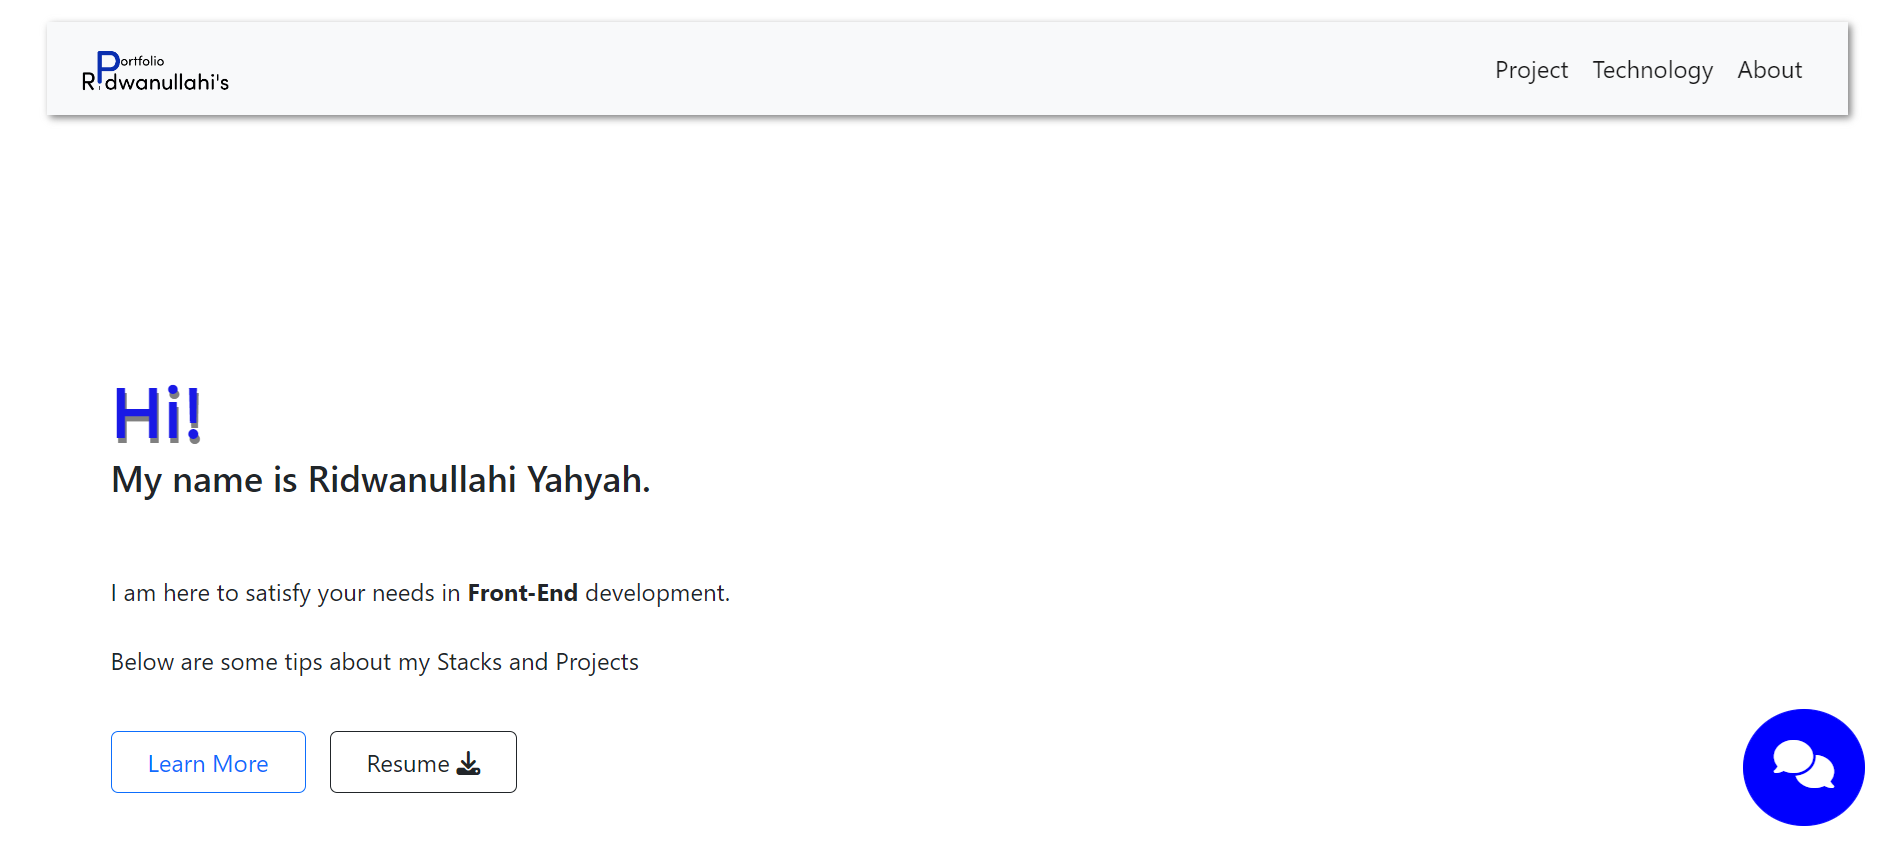 Portfolio
Ridwanullahi's
Project Technology About
Hi!
My name is Ridwanullahi Yahyah.
I am here to satisfy your needs in Front-End development.
Below are some tips about my Stacks and Projects
Learn More Resume